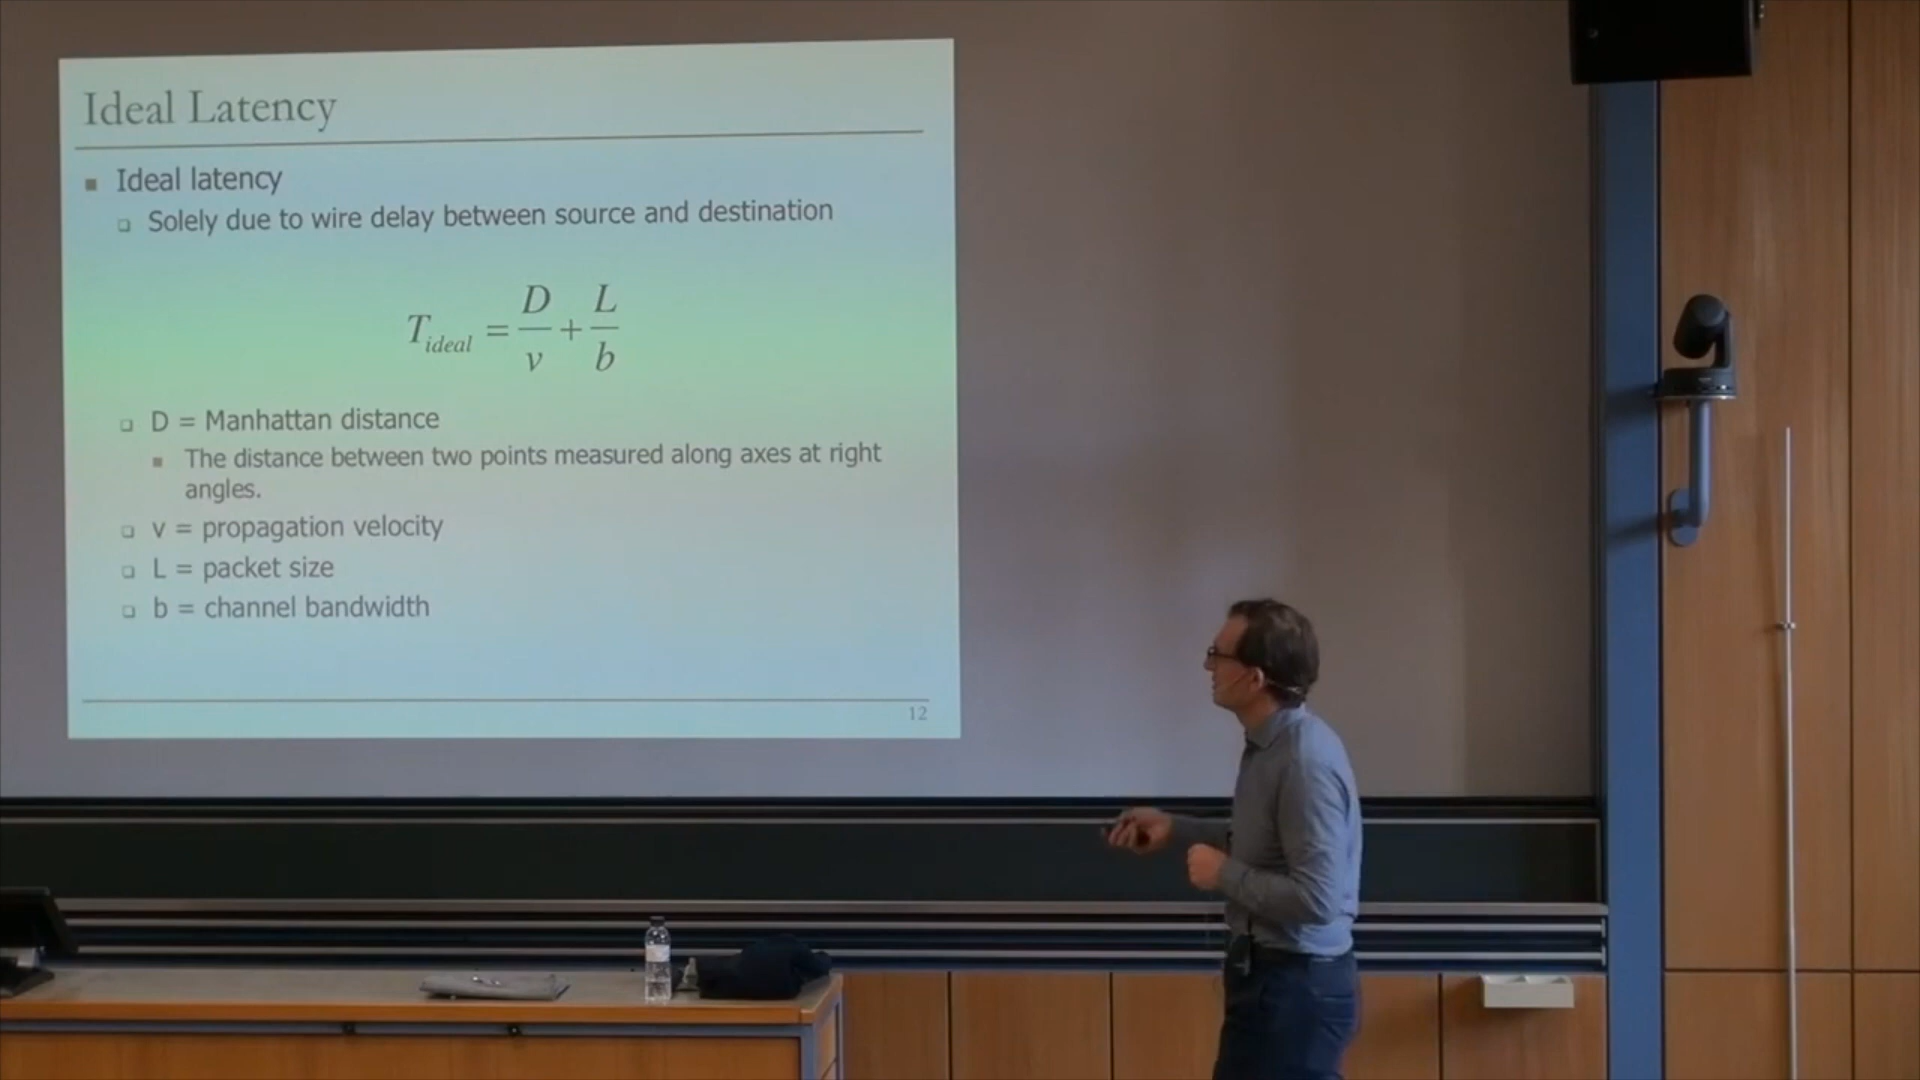 Ideal Latency
Ideal latency
Solely due to wire delay between source and destination
T_ideal = D/v + L/b
D = Manhattan distance
The distance between two points measured along axes at right
angles.
v = propagation velocity
L = packet size
b = channel bandwidth
12